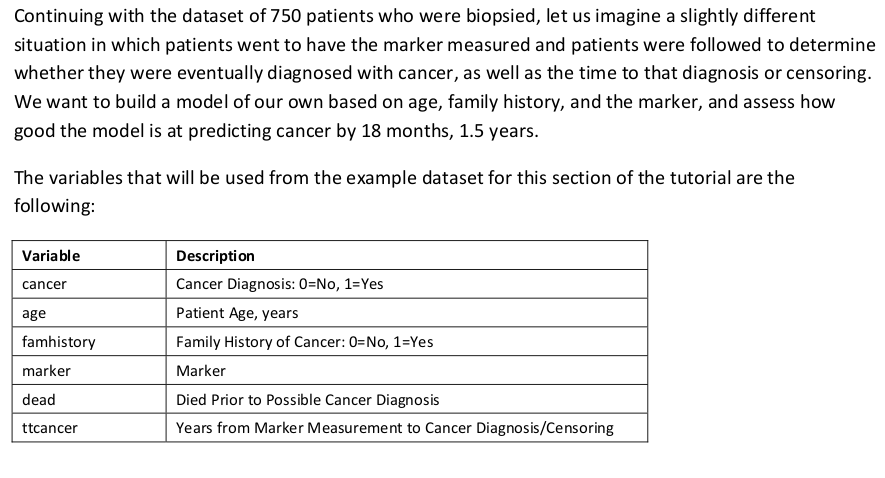 Continuing with the dataset of 750 patients who were biopsied, let us imagine a slightly different
situation in which patients went to have the marker measured and patients were followed to determine
whether they were eventually diagnosed with cancer, as well as the time to that diagnosis or censoring.
We want to build a model of our own based on age, family history, and the marker, and assess how
good the model is at predicting cancer by 18 months, 1.5 years.
The variables that will be used from the example dataset for this section of the tutorial are the
following:
Variable Description
cancer Cancer Diagnosis: 0=No, 1=Yes
age Patient Age, years
famhistory Family History of Cancer: 0=No, 1=Yes
marker Marker
dead Died Prior to Possible Cancer Diagnosis
ttcancer Years from Marker Measurement to Cancer Diagnosis/Censoring